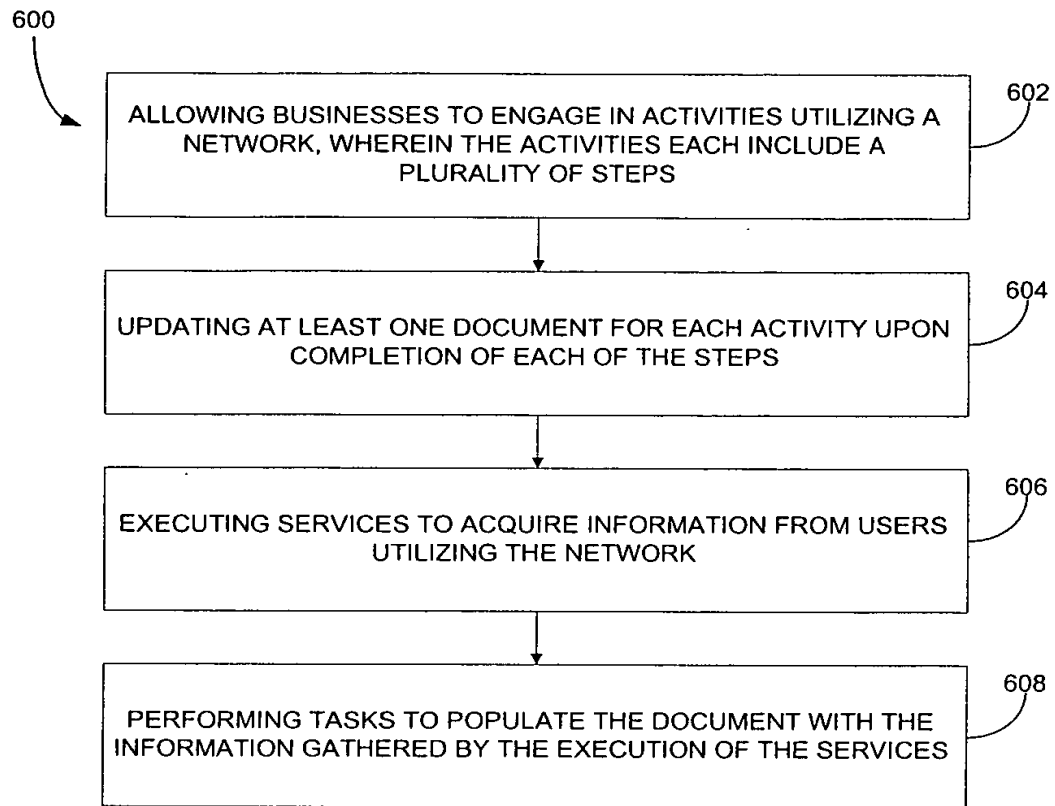 600
602
ALLOWING BUSINESSES TO ENGAGE IN ACTIVITIES UTILIZING A
NETWORK, WHEREIN THE ACTIVITIES EACH INCLUDE A
PLURALITY OF STEPS
604
UPDATING AT LEAST ONE DOCUMENT FOR EACH ACTIVITY UPON
COMPLETION OF EACH OF THE STEPS
606
EXECUTING SERVICES TO ACQUIRE INFORMATION FROM USERS
UTILIZING THE NETWORK
608
PERFORMING TASKS TO POPULATE THE DOCUMENT WITH THE
INFORMATION GATHERED BY THE EXECUTION OF THE SERVICES.